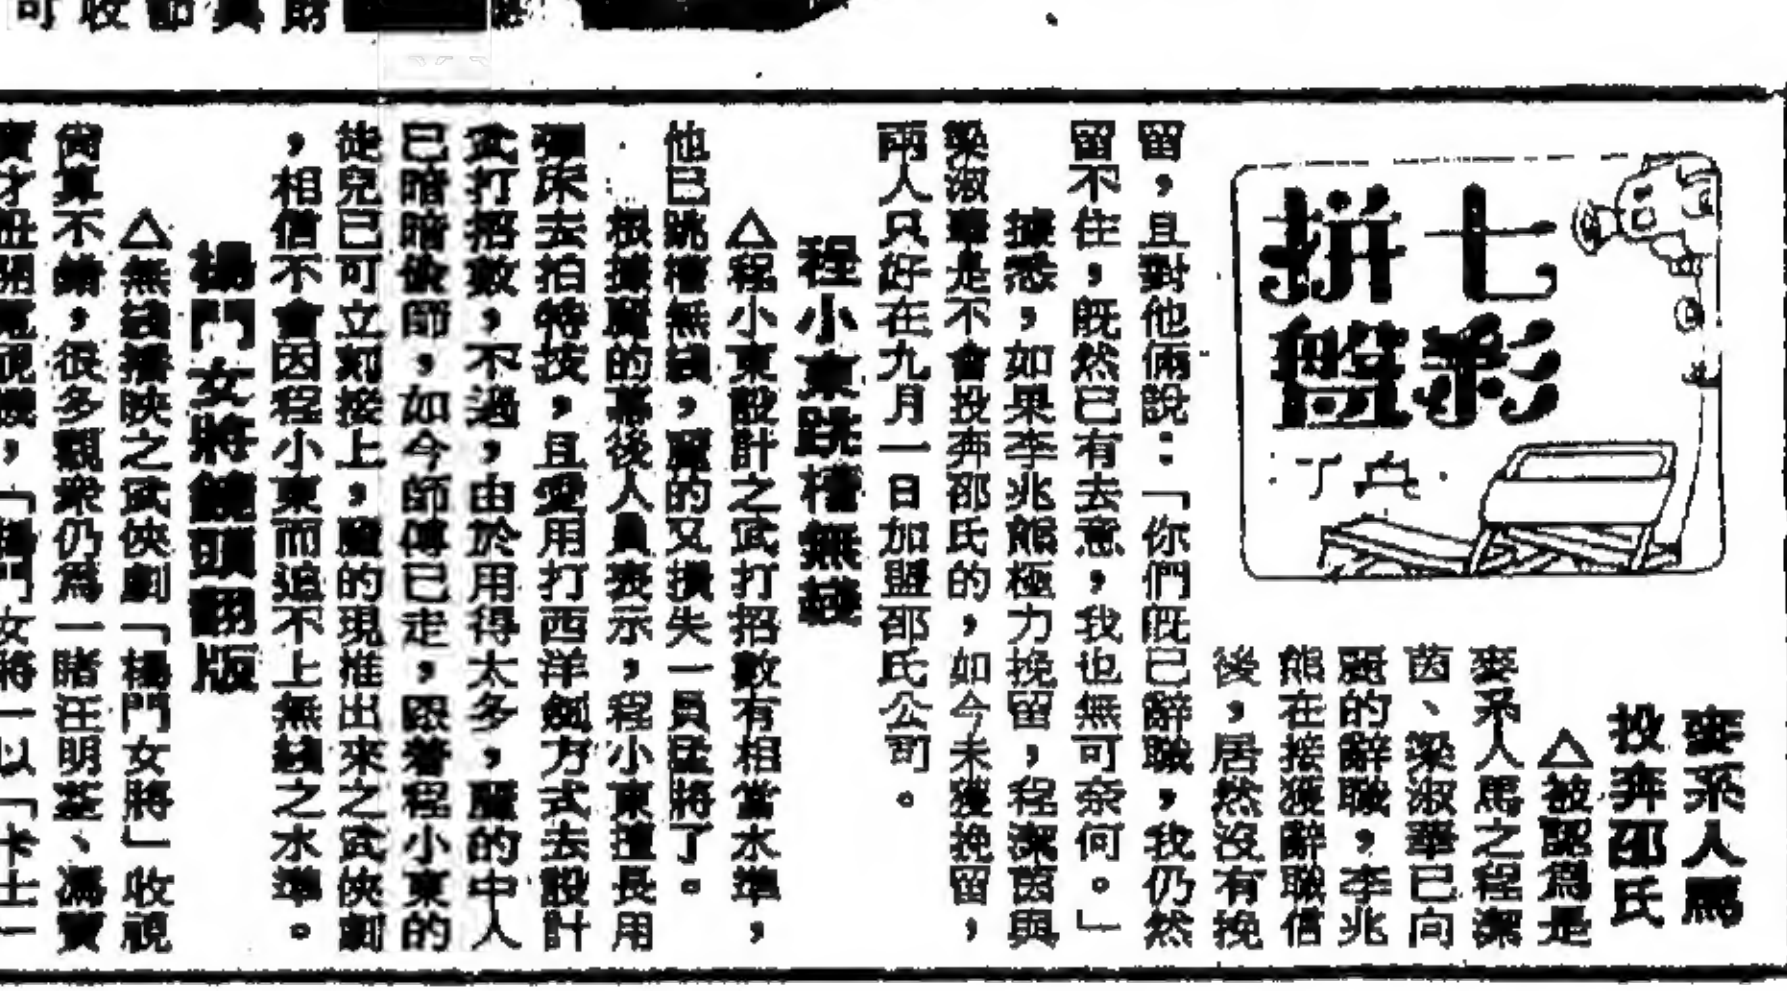 七彩
拼盤
麥系人馬
投奔邵氏
△被認爲是
麥系人馬之程潔
茵、梁淑華已向
麗的辭職，李兆
熊在接獲辭職信
後，居然沒有挽
留，且對他倆說：「你們既已辭職，我仍然
留不住，既然已有去意，我也無可奈何。」
據悉，如果李兆熊極力挽留，程潔茵與
梁淑華是不會投奔邵氏的，如今未獲挽留，
兩人只好在九月一日加盟邵氏公司。
程小東跳槽無綫
△程小東設計之武打招數有相當水準，
他已跳槽無綫，麗的又損失一員猛將了。
根據麗的幕後人員表示，程小東擅長用
彈床去拍特技，且愛用打西洋劍方式去設計
武打招數，不過，由於用得太多，麗的中人
已暗暗偷師，如今師傅已走，跟着程小東的
徒兒已可立刻接上，麗的現推出來之武俠劇
，相信不會因程小東而追不上無綫之水準。
楊門女將鏡頭翻版
△無綫播映之武俠劇「楊門女將」收視
尚算不錯，很多觀衆仍爲一睹汪明荃、馮寶
寶才扭開電視機，「楊門女將」以「卡士」